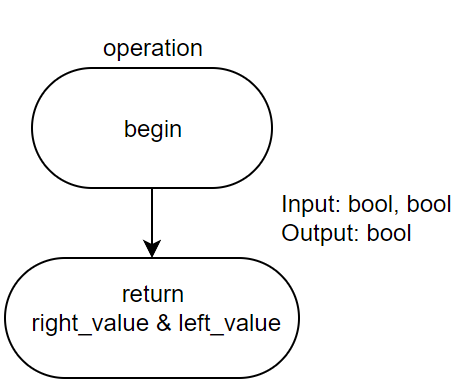 operation
begin
Input: bool, bool
Output: bool
return
right_value & left_value